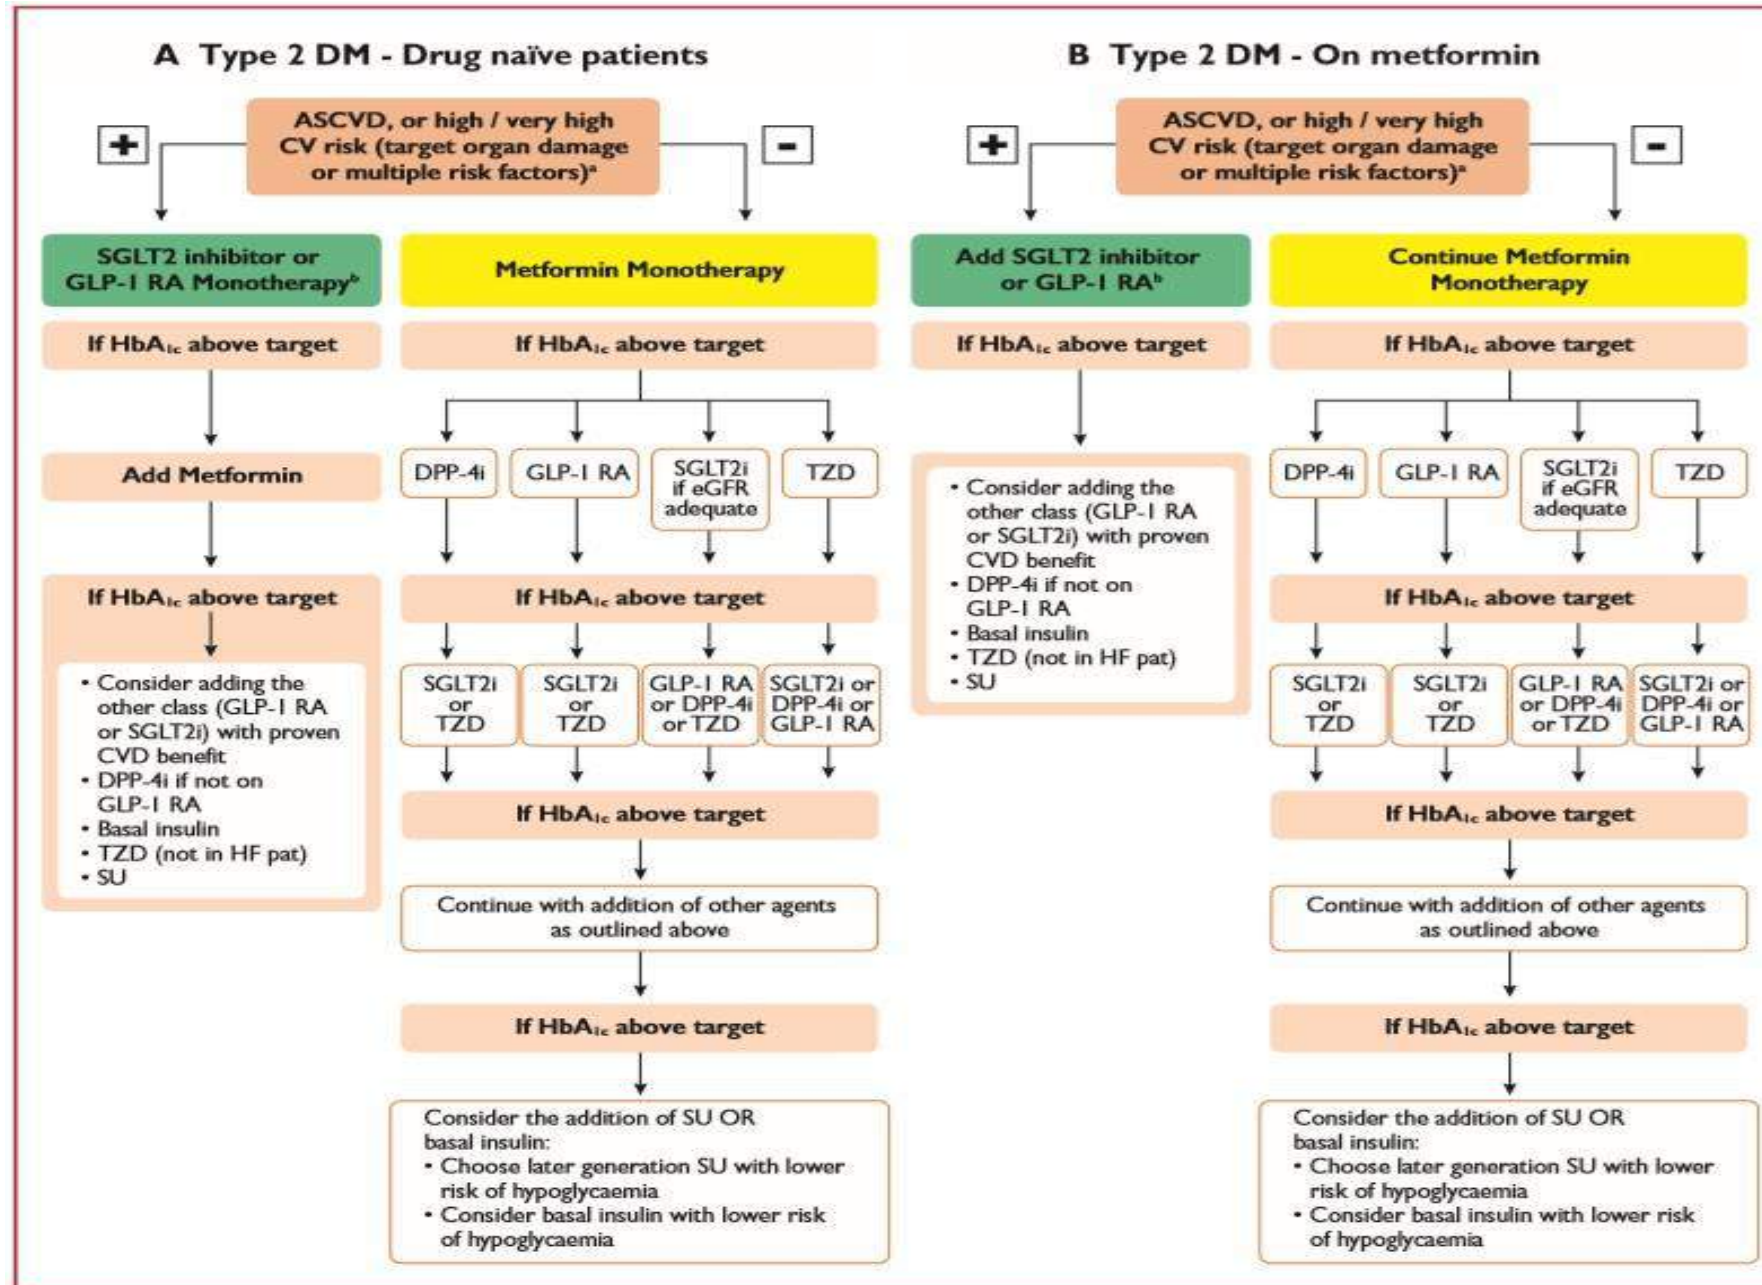 A Type 2 DM - Drug naïve patients
+
ASCVD, or high / very high
CV risk (target organ damage
or multiple risk factors)ᵃ
-
SGLT2 inhibitor or
GLP-1 RA Monotherapyᵇ
If HbA₁c above target
Add Metformin
If HbA₁c above target
• Consider adding the
other class (GLP-1 RA
or SGLT2i) with proven
CVD benefit
• DPP-4i if not on
GLP-1 RA
• Basal insulin
• TZD (not in HF pat)
• SU
Metformin Monotherapy
If HbA₁c above target
DPP-4i
GLP-1 RA
SGLT2i
if eGFR
adequate
TZD
If HbA₁c above target
SGLT2i
or
TZD
SGLT2i
or
TZD
GLP-1 RA
or DPP-4i
or TZD
SGLT2i or
DPP-4i or
GLP-1 RA
If HbA₁c above target
Continue with addition of other agents
as outlined above
If HbA₁c above target
Consider the addition of SU OR
basal insulin:
• Choose later generation SU with lower
risk of hypoglycaemia
• Consider basal insulin with lower risk
of hypoglycaemia
B Type 2 DM - On metformin
+
ASCVD, or high / very high
CV risk (target organ damage
or multiple risk factors)ᵃ
-
Add SGLT2 inhibitor
or GLP-1 RAᵇ
If HbA₁c above target
• Consider adding the
other class (GLP-1 RA
or SGLT2i) with proven
CVD benefit
• DPP-4i if not on
GLP-1 RA
• Basal insulin
• TZD (not in HF pat)
• SU
Continue Metformin
Monotherapy
If HbA₁c above target
DPP-4i
GLP-1 RA
SGLT2i
if eGFR
adequate
TZD
If HbA₁c above target
SGLT2i
or
TZD
SGLT2i
or
TZD
GLP-1 RA
or DPP-4i
or TZD
SGLT2i or
DPP-4i or
GLP-1 RA
If HbA₁c above target
Continue with addition of other agents
as outlined above
If HbA₁c above target
Consider the addition of SU OR
basal insulin:
• Choose later generation SU with lower
risk of hypoglycaemia
• Consider basal insulin with lower risk
of hypoglycaemia